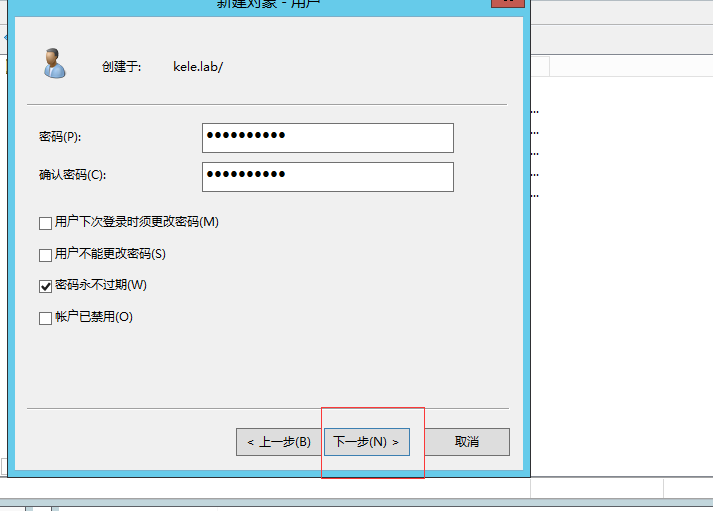 新建对象 - 用户
创建于: kele.lab/
密码(P): ●●●●●●●●●●
确认密码(C): ●●●●●●●●●●
用户下次登录时须更改密码(M)
用户不能更改密码(S)
密码永不过期(W)
帐户已禁用(O)
< 上一步(B) 下一步(N) > 取消